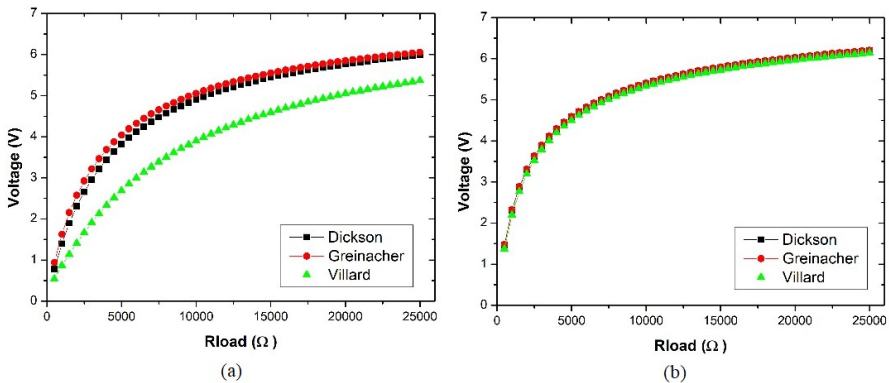 7
6
5
4
3
2
1
0
Voltage (V)
0 5000 10000 15000 20000 25000
Rload (Ω )
Dickson
Greinacher
Villard
(a)
7
6
5
4
3
2
1
0
Voltage (V)
0 5000 10000 15000 20000 25000
Rload (Ω )
Dickson
Greinacher
Villard
(b)